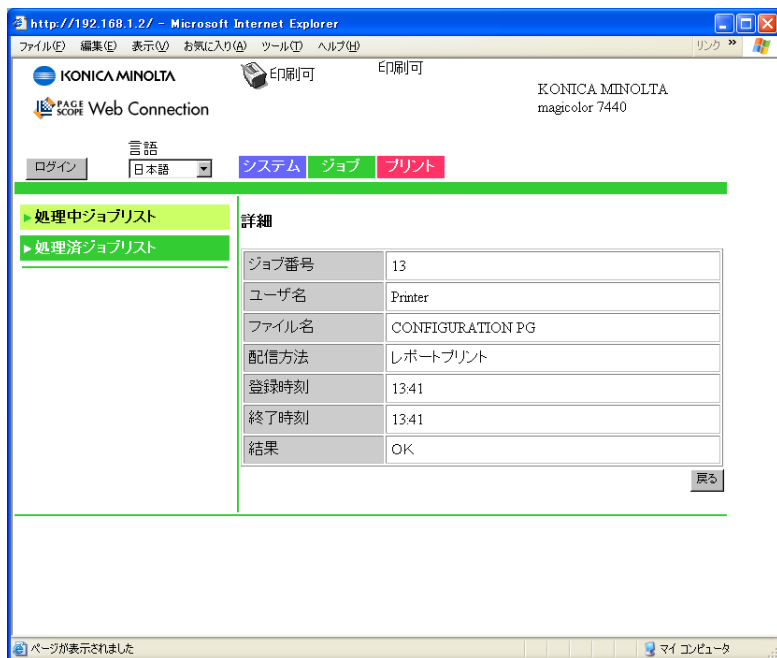 http://192.168.1.2/ - Microsoft Internet Explorer
ファイル(F) 編集(E) 表示(V) お気に入り(A) ツール(T) ヘルプ(H) リンク »
KONICA MINOLTA 印刷可 印刷可
KONICA MINOLTA
PAGE SCOPE Web Connection magicolor 7440
言語
ログイン 日本語 システム ジョブ プリント
処理中ジョブリスト
詳細
処理済ジョブリスト
ジョブ番号 13
ユーザ名 Printer
ファイル名 CONFIGURATION PG
配信方法 レポートプリント
登録時刻 13:41
終了時刻 13:41
結果 OK
戻る
ページが表示されました マイ コンピュータ